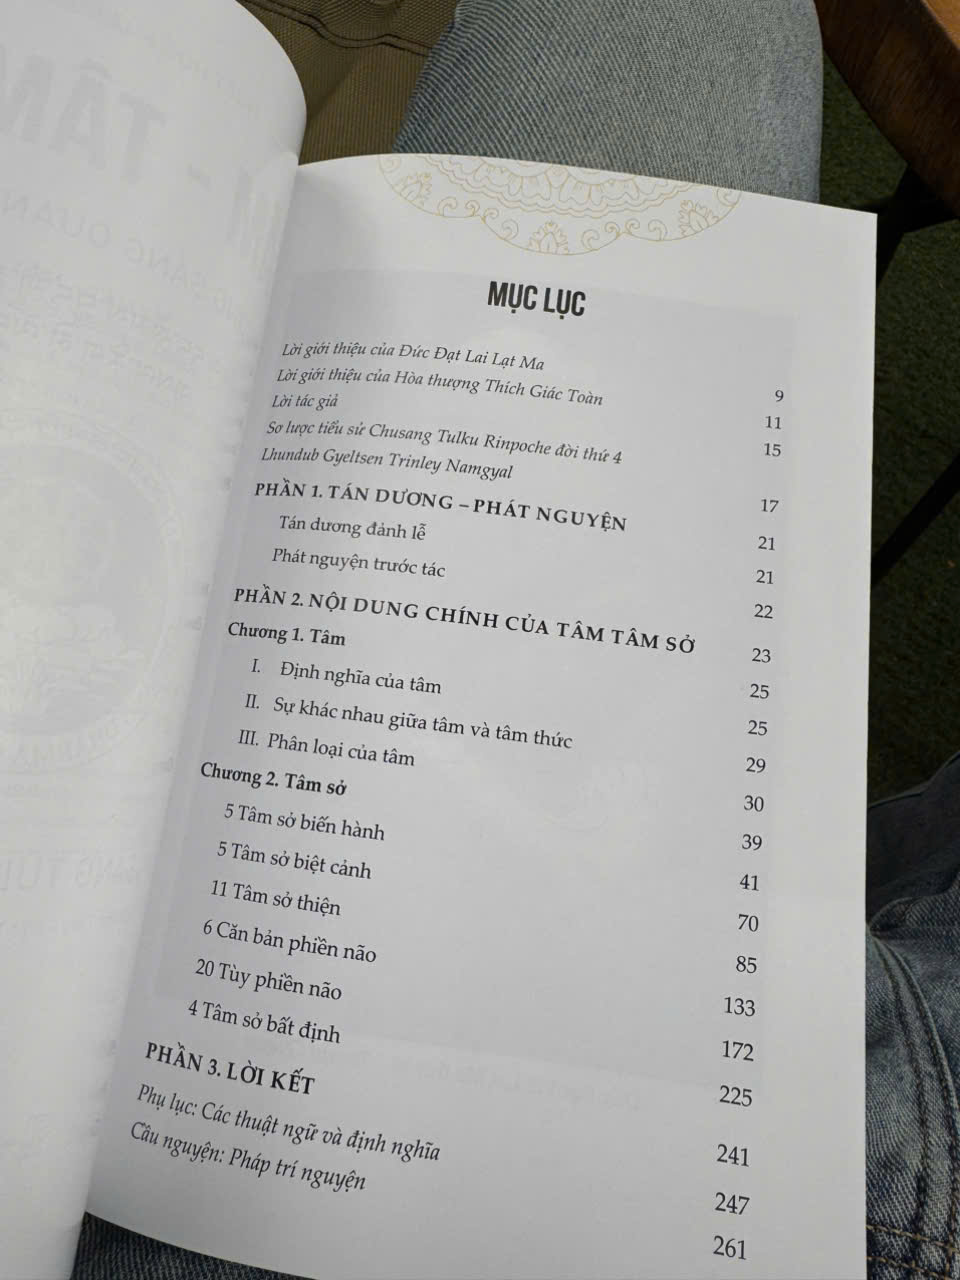 MỤC LỤC
Lời giới thiệu của Đức Đạt Lai Lạt Ma 9
Lời giới thiệu của Hòa thượng Thích Giác Toàn 11
Lời tác giả 15
Sơ lược tiểu sử Chusang Tulku Rinpoche đời thứ 4
Lhundub Gyeltsen Trinley Namgyal 17
PHẦN 1. TÁN DƯƠNG – PHÁT NGUYỆN 21
Tán dương đảnh lễ 21
Phát nguyện trước tác 22
PHẦN 2. NỘI DUNG CHÍNH CỦA TÂM TÂM SỞ 23
Chương 1. Tâm 25
I. Định nghĩa của tâm 25
II. Sự khác nhau giữa tâm và tâm thức 29
III. Phân loại của tâm 30
Chương 2. Tâm sở 39
5 Tâm sở biến hành 41
5 Tâm sở biệt cảnh 70
11 Tâm sở thiện 85
6 Căn bản phiền não 133
20 Tùy phiền não 172
4 Tâm sở bất định 225
PHẦN 3. LỜI KẾT 241
Phụ lục: Các thuật ngữ và định nghĩa 247
Cầu nguyện: Pháp trí nguyện 261